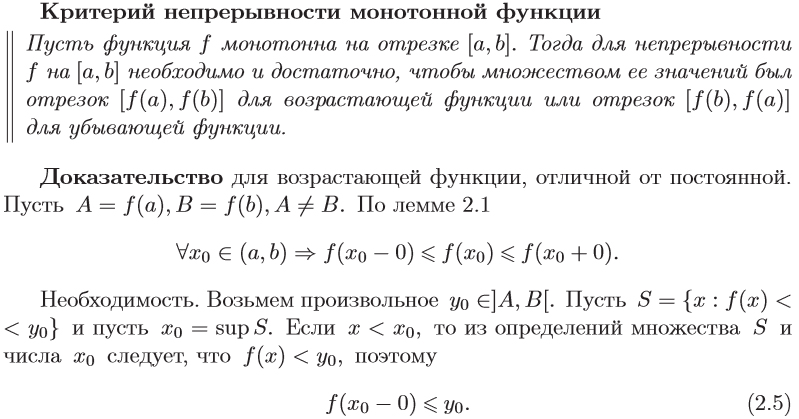 Критерий непрерывности монотонной функции
Пусть функция f монотонна на отрезке [a, b]. Тогда для непрерывности
f на [a, b] необходимо и достаточно, чтобы множеством ее значений был
отрезок [f(a), f(b)] для возрастающей функции или отрезок [f(b), f(a)]
для убывающей функции.
Доказательство для возрастающей функции, отличной от постоянной.
Пусть A = f(a), B = f(b), A ≠ B. По лемме 2.1
∀x₀ ∈ (a, b) ⇒ f(x₀ − 0) ⩽ f(x₀) ⩽ f(x₀ + 0).
Необходимость. Возьмем произвольное y₀ ∈]A, B[. Пусть S = {x : f(x) <
< y₀} и пусть x₀ = sup S. Если x < x₀, то из определений множества S и
числа x₀ следует, что f(x) < y₀, поэтому
f(x₀ − 0) ⩽ y₀. (2.5)